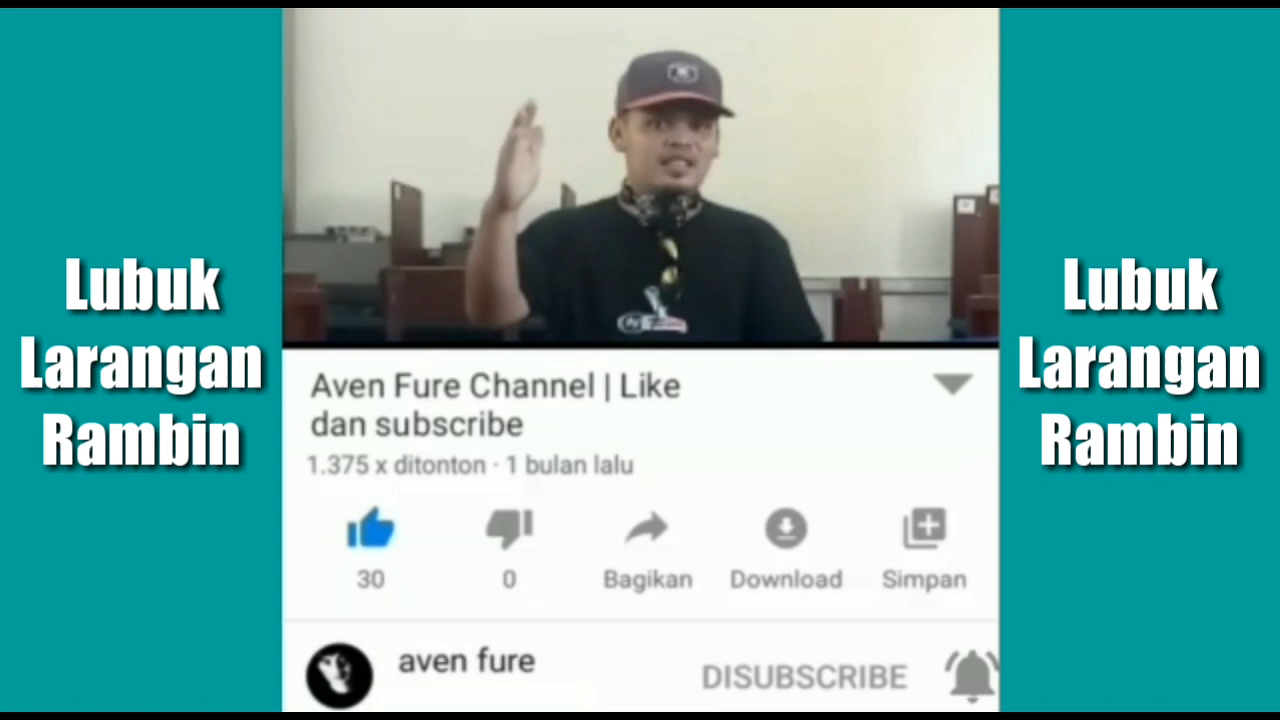 Lubuk
Larangan
Rambin
Aven Fure Channel | Like
dan subscribe
1.375 x ditonton · 1 bulan lalu
30
0
Bagikan
Download
Simpan
aven fure
DISUBSCRIBE
Lubuk
Larangan
Rambin